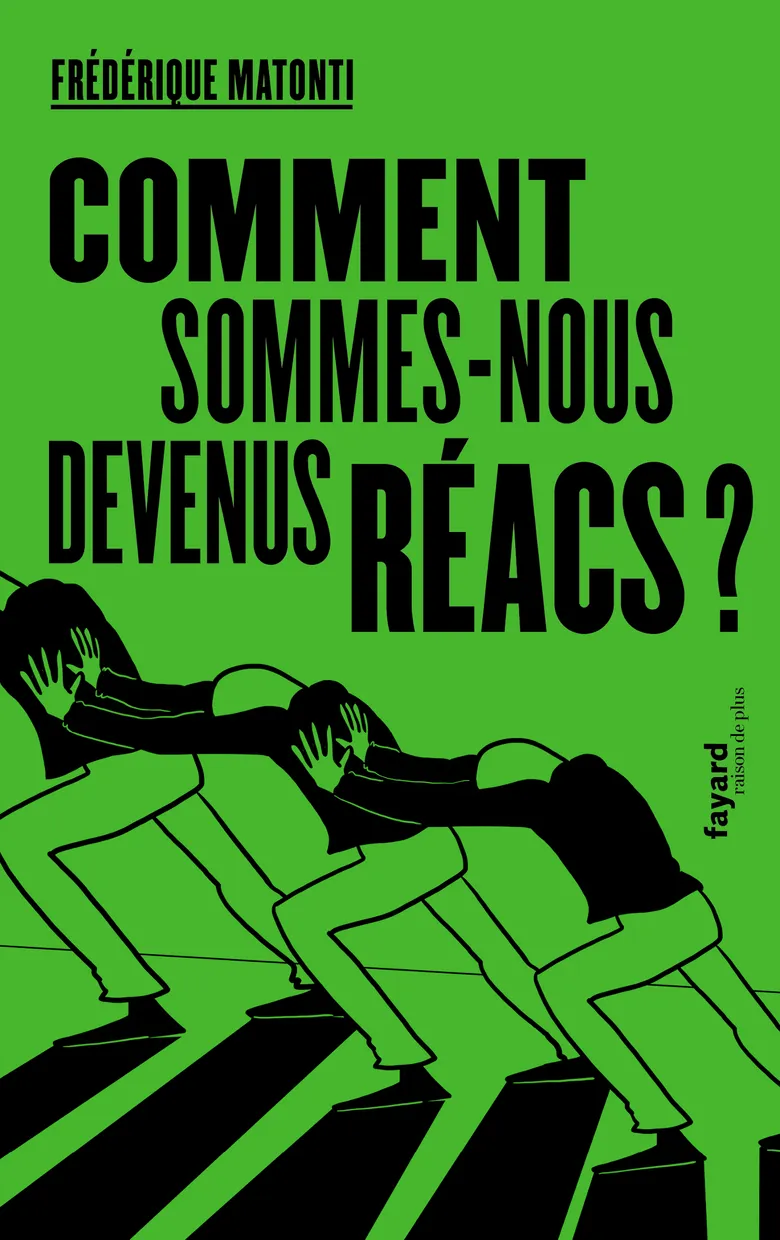 FRÉDÉRIQUE MATONTI
COMMENT
SOMMES-NOUS
DEVENUS RÉACS ?
fayard
raison de plus